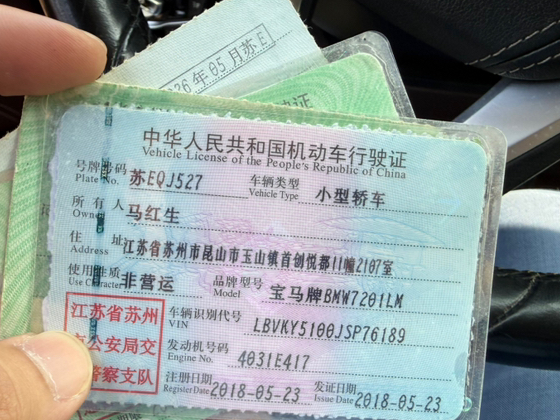 36年05月苏E
中华人民共和国机动车行驶证
Vehicle License of the People's Republic of China
号牌号码 Plate No. 苏EQJ527 车辆类型 Vehicle Type 小型轿车
所有人 Owner 马红生
住址 Address 江苏省苏州市昆山市玉山镇首创悦都11幢2107室
使用性质 Use Character 非营运 品牌型号 Model 宝马牌BMW7201LM
江苏省苏州
市公安局交
警察支队
车辆识别代号 VIN LBVKY5100JSP76189
发动机号码 Engine No. 4031E417
注册日期 Register Date 2018-05-23 发证日期 Issue Date 2018-05-23